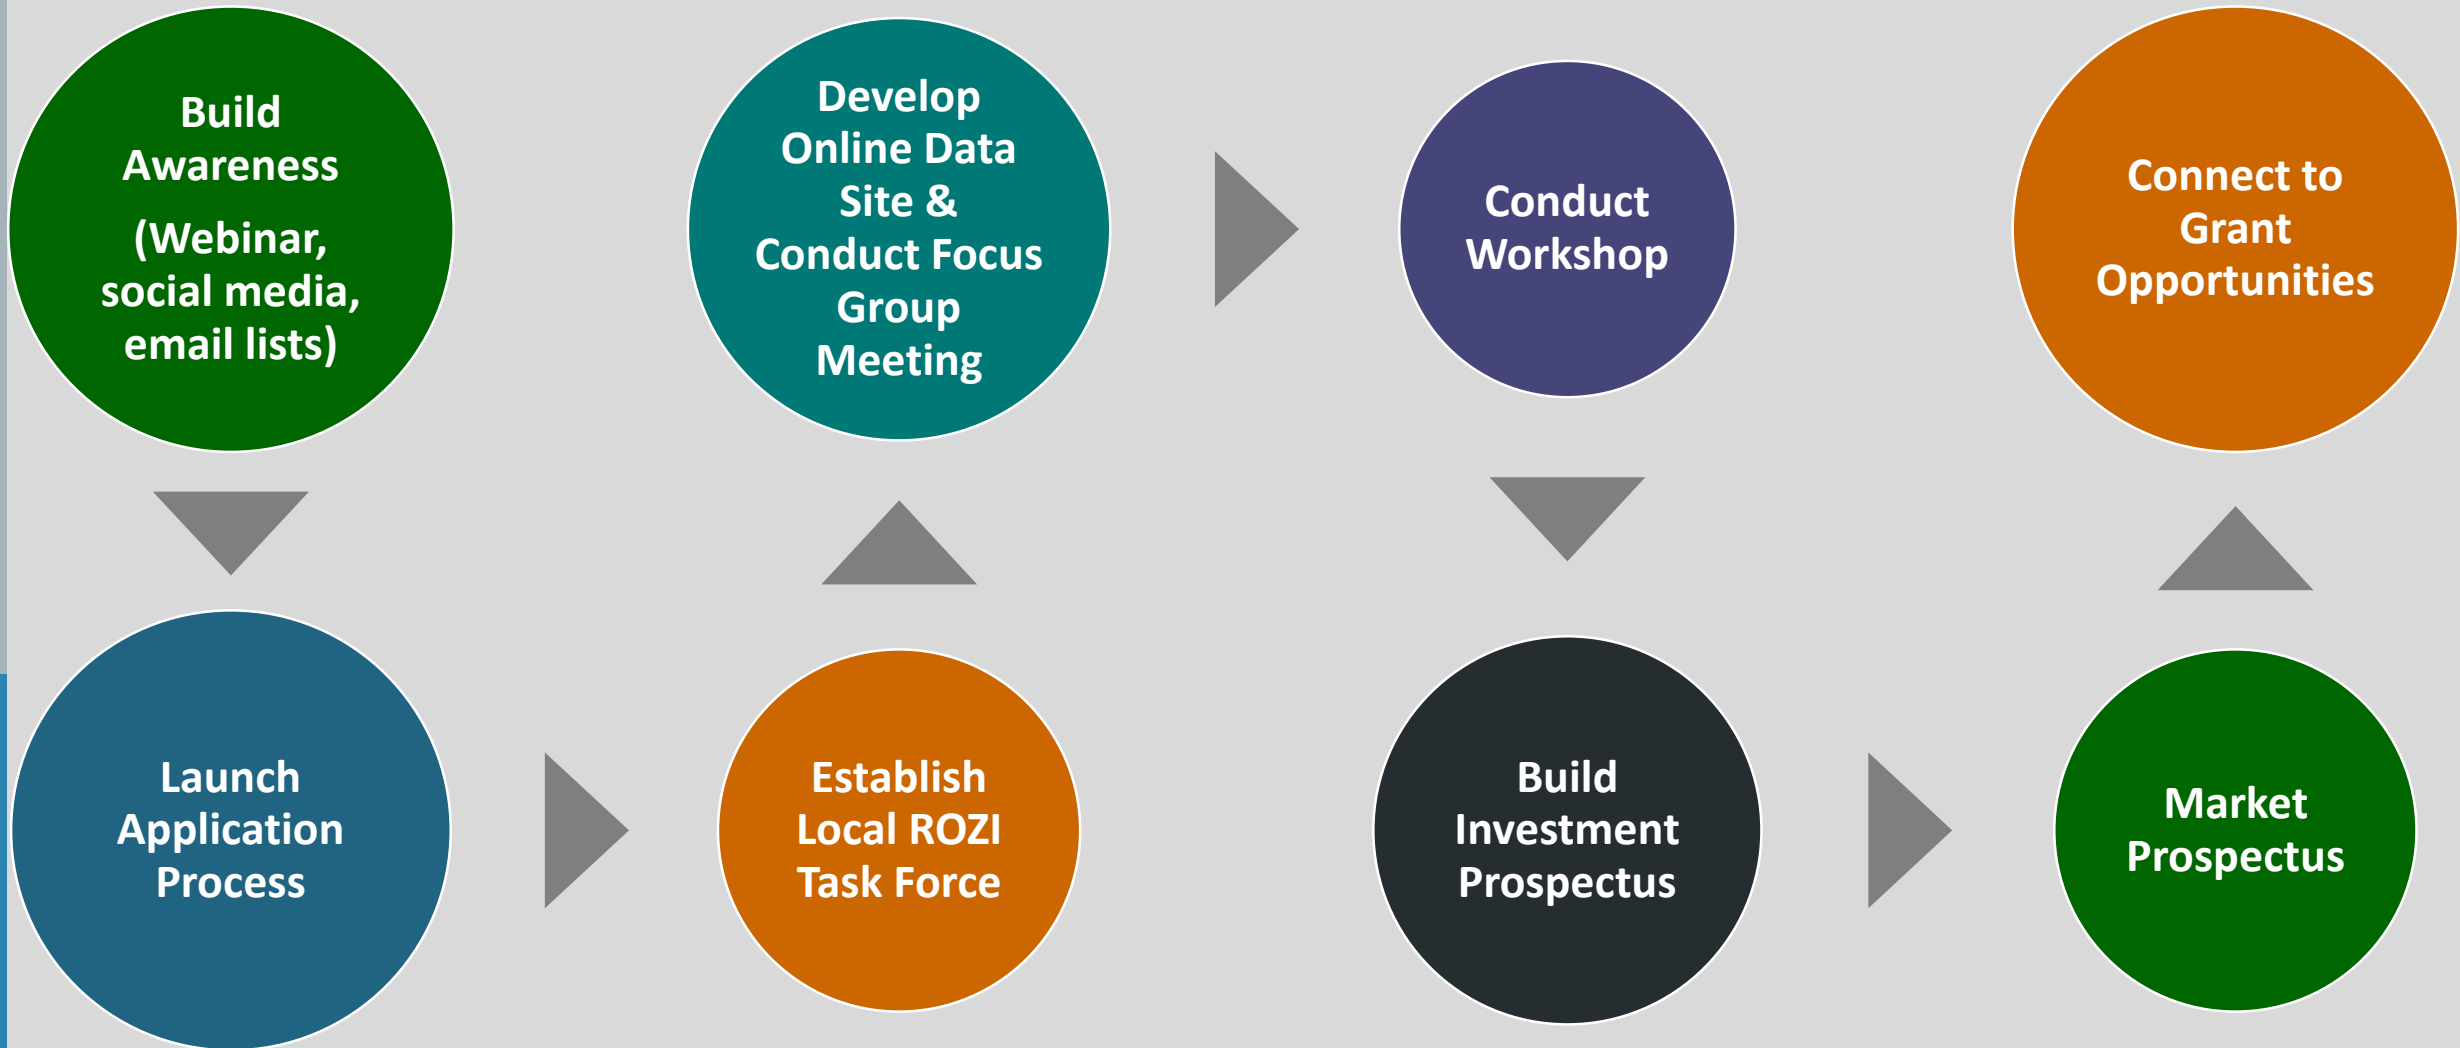 Build
Awareness
(Webinar,
social media,
email lists)
Launch
Application
Process
Establish
Local ROZI
Task Force
Develop
Online Data
Site &
Conduct Focus
Group
Meeting
Conduct
Workshop
Build
Investment
Prospectus
Market
Prospectus
Connect to
Grant
Opportunities